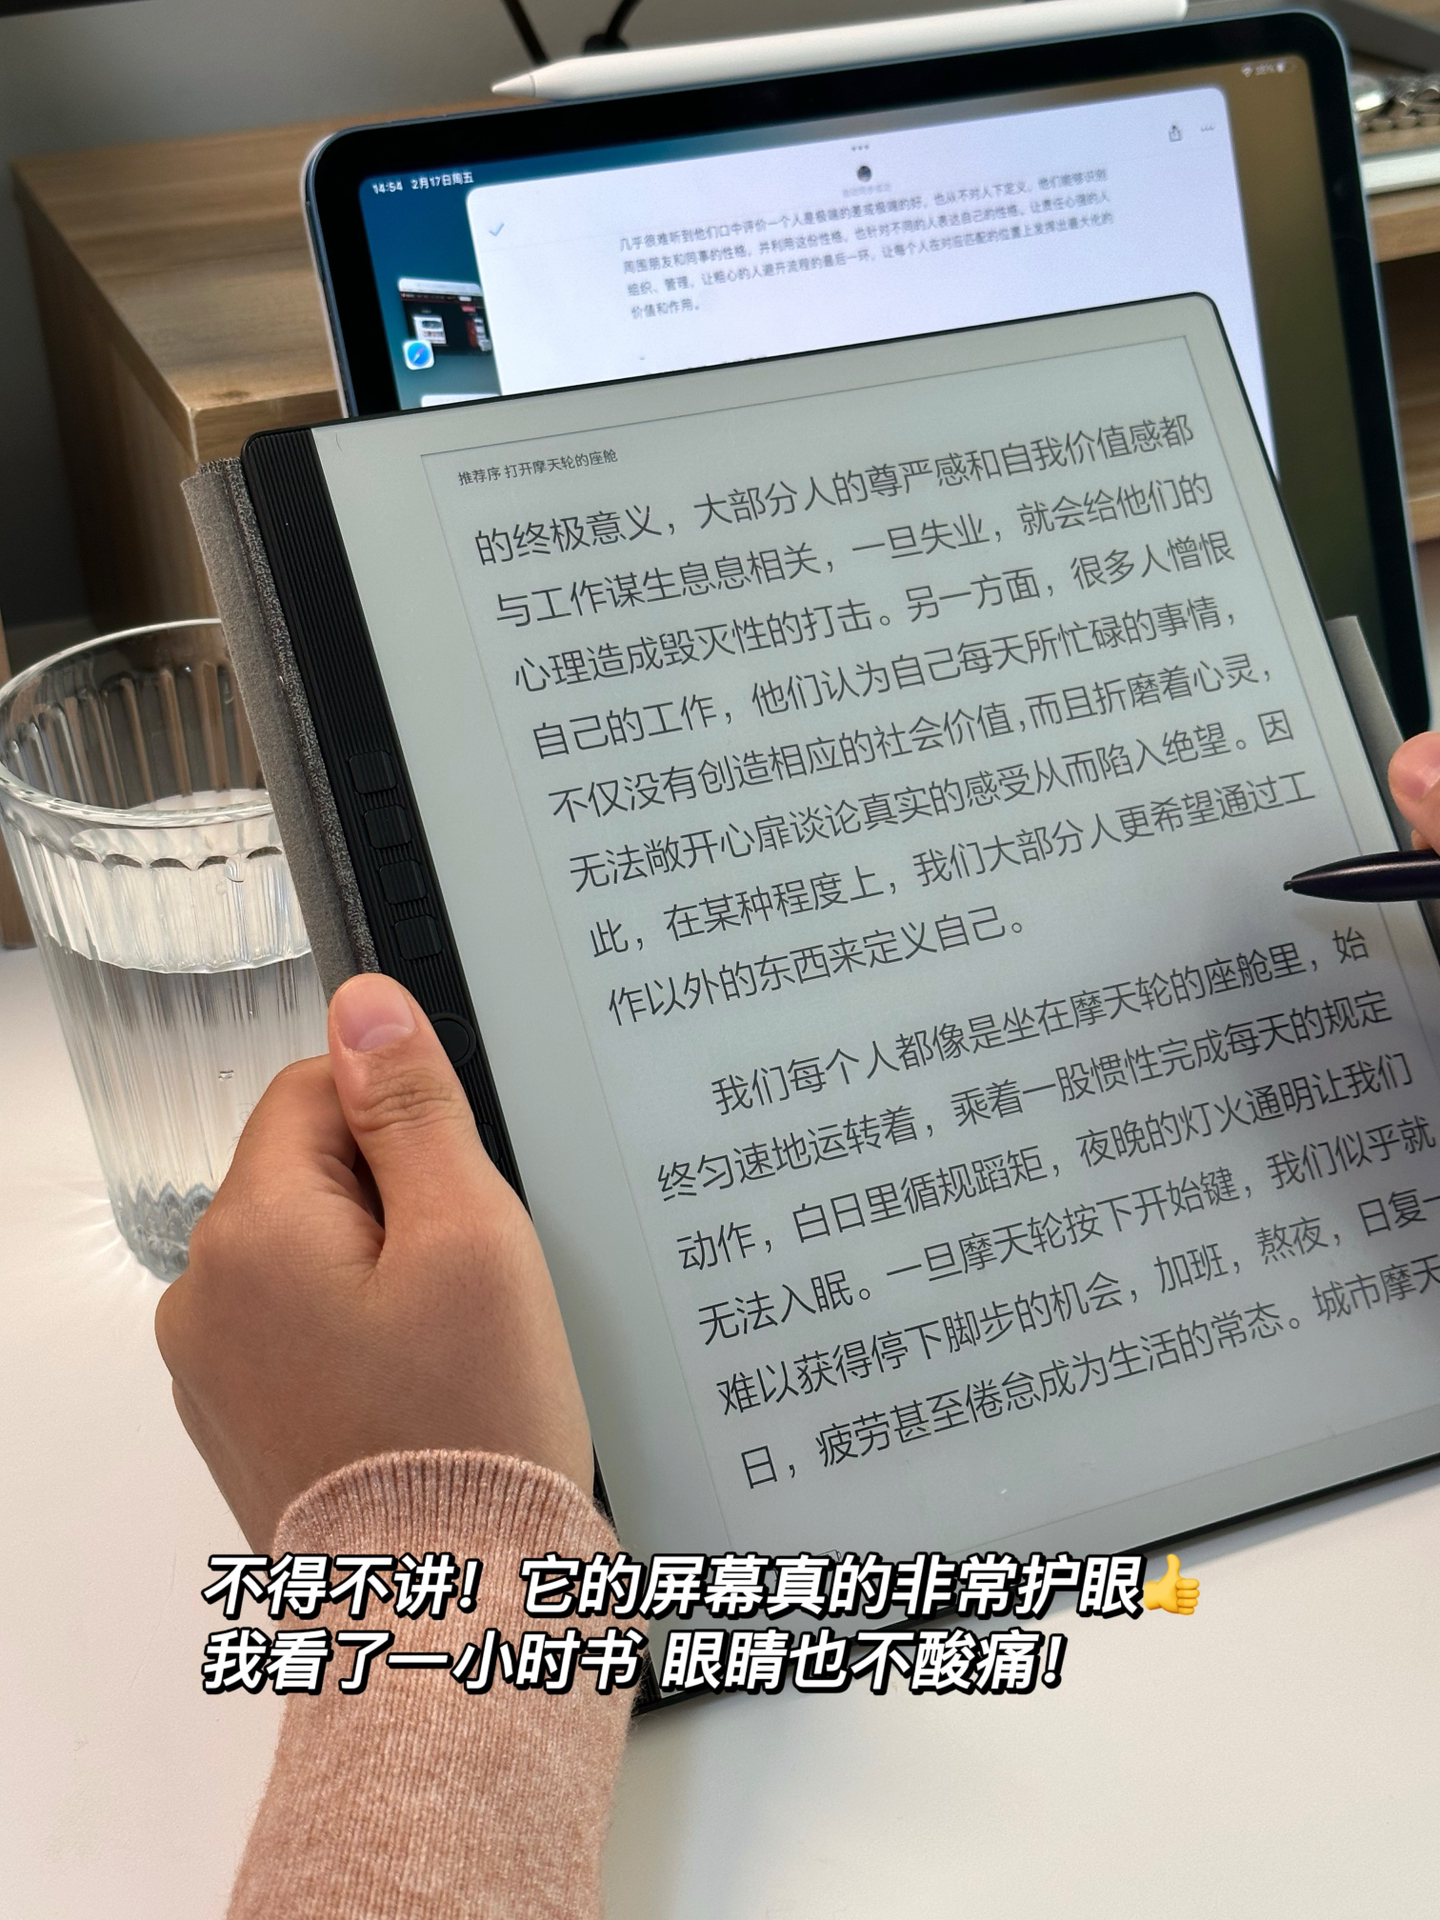 14:54 2月17日周五
几乎很难听到他们口中评价一个人是极端的差或极端的好，也从不对人下定义。他们能够识别
周围朋友和同事的性格，并利用这份性格，也针对不同的人表达自己的性格。让责任心强的人
组织、管理，让粗心的人避开流程的最后一环，让每个人在对应匹配的位置上发挥出最大化的
价值和作用。
推荐序 打开摩天轮的座舱
的终极意义，大部分人的尊严感和自我价值感都
与工作谋生息息相关，一旦失业，就会给他们的
心理造成毁灭性的打击。另一方面，很多人憎恨
自己的工作，他们认为自己每天所忙碌的事情，
不仅没有创造相应的社会价值，而且折磨着心灵，
无法敞开心扉谈论真实的感受从而陷入绝望。因
此，在某种程度上，我们大部分人更希望通过工
作以外的东西来定义自己。
我们每个人都像是坐在摩天轮的座舱里，始
终匀速地运转着，乘着一股惯性完成每天的规定
动作，白日里循规蹈矩，夜晚的灯火通明让我们
无法入眠。一旦摩天轮按下开始键，我们似乎就
难以获得停下脚步的机会，加班，熬夜，日复一
日，疲劳甚至倦怠成为生活的常态。城市摩天
不得不讲！它的屏幕真的非常护眼👍
我看了一小时书 眼睛也不酸痛！